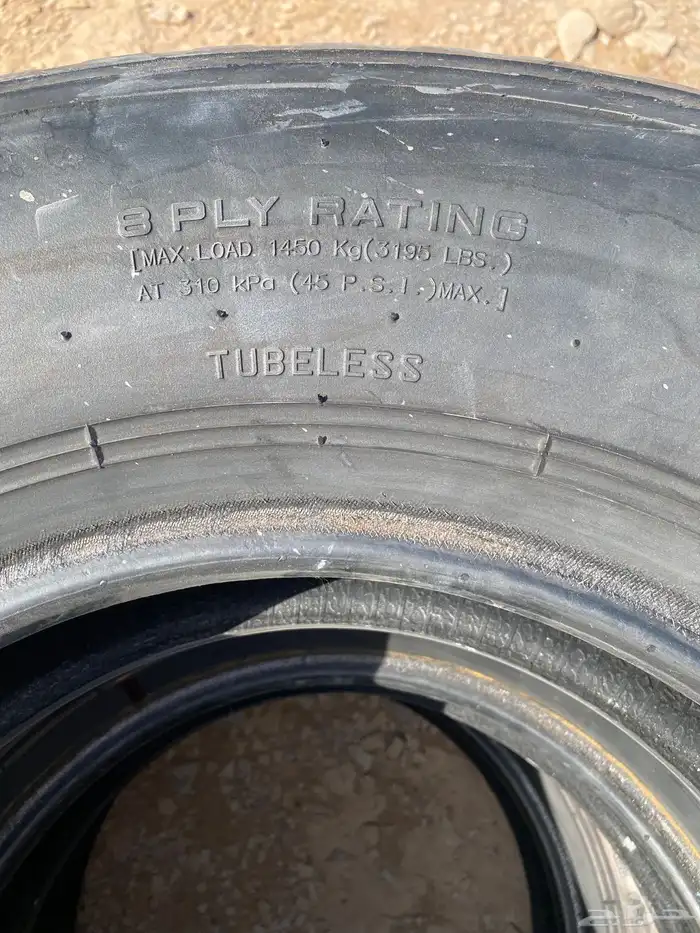 8 PLY RATING
[MAX.LOAD 1450 Kg(3195 LBS.)
AT 310 kPa (45 P.S.I.)MAX.]
TUBELESS